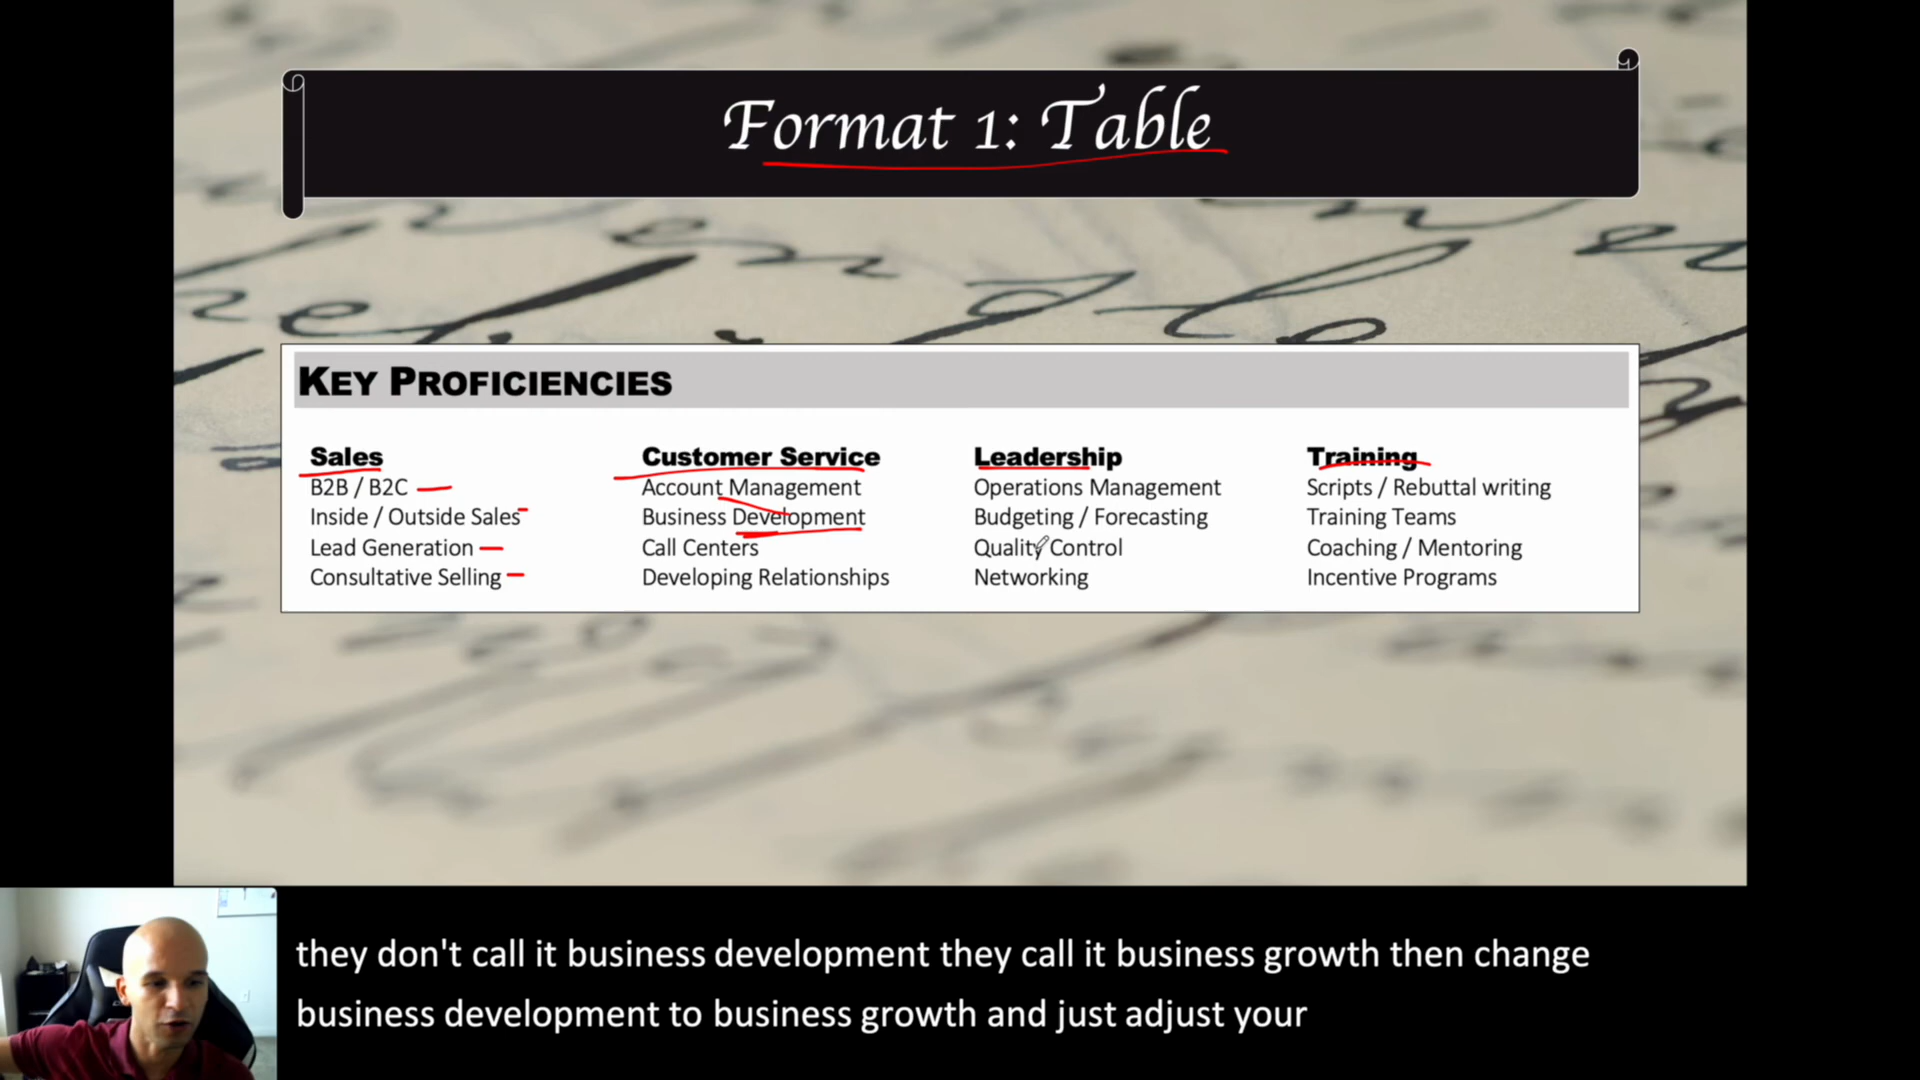 Format 1: Table
KEY PROFICIENCIES
Sales
B2B / B2C
Inside / Outside Sales
Lead Generation
Consultative Selling
Customer Service
Account Management
Business Development
Call Centers
Developing Relationships
Leadership
Operations Management
Budgeting / Forecasting
Quality Control
Networking
Training
Scripts / Rebuttal writing
Training Teams
Coaching / Mentoring
Incentive Programs
they don't call it business development they call it business growth then change
business development to business growth and just adjust your